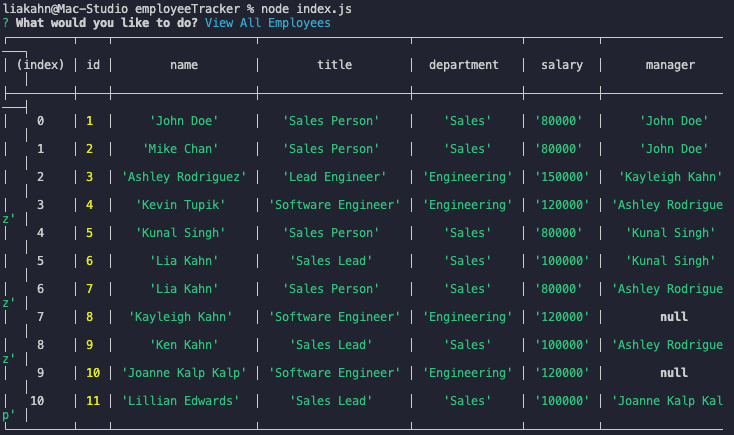 liakahn@Mac-Studio employeeTracker % node index.js
? What would you like to do? View All Employees
(index) id name title department salary manager
0 1 'John Doe' 'Sales Person' 'Sales' '80000' 'John Doe'
1 2 'Mike Chan' 'Sales Person' 'Sales' '80000' 'John Doe'
2 3 'Ashley Rodriguez' 'Lead Engineer' 'Engineering' '150000' 'Kayleigh Kahn'
3 4 'Kevin Tupik' 'Software Engineer' 'Engineering' '120000' 'Ashley Rodrigue
z'
4 5 'Kunal Singh' 'Sales Person' 'Sales' '80000' 'Kunal Singh'
5 6 'Lia Kahn' 'Sales Lead' 'Sales' '100000' 'Kunal Singh'
6 7 'Lia Kahn' 'Sales Person' 'Sales' '80000' 'Ashley Rodrigue
z'
7 8 'Kayleigh Kahn' 'Software Engineer' 'Engineering' '120000' null
8 9 'Ken Kahn' 'Sales Lead' 'Sales' '100000' 'Ashley Rodrigue
z'
9 10 'Joanne Kalp Kalp' 'Software Engineer' 'Engineering' '120000' null
10 11 'Lillian Edwards' 'Sales Lead' 'Sales' '100000' 'Joanne Kalp Kal
p'